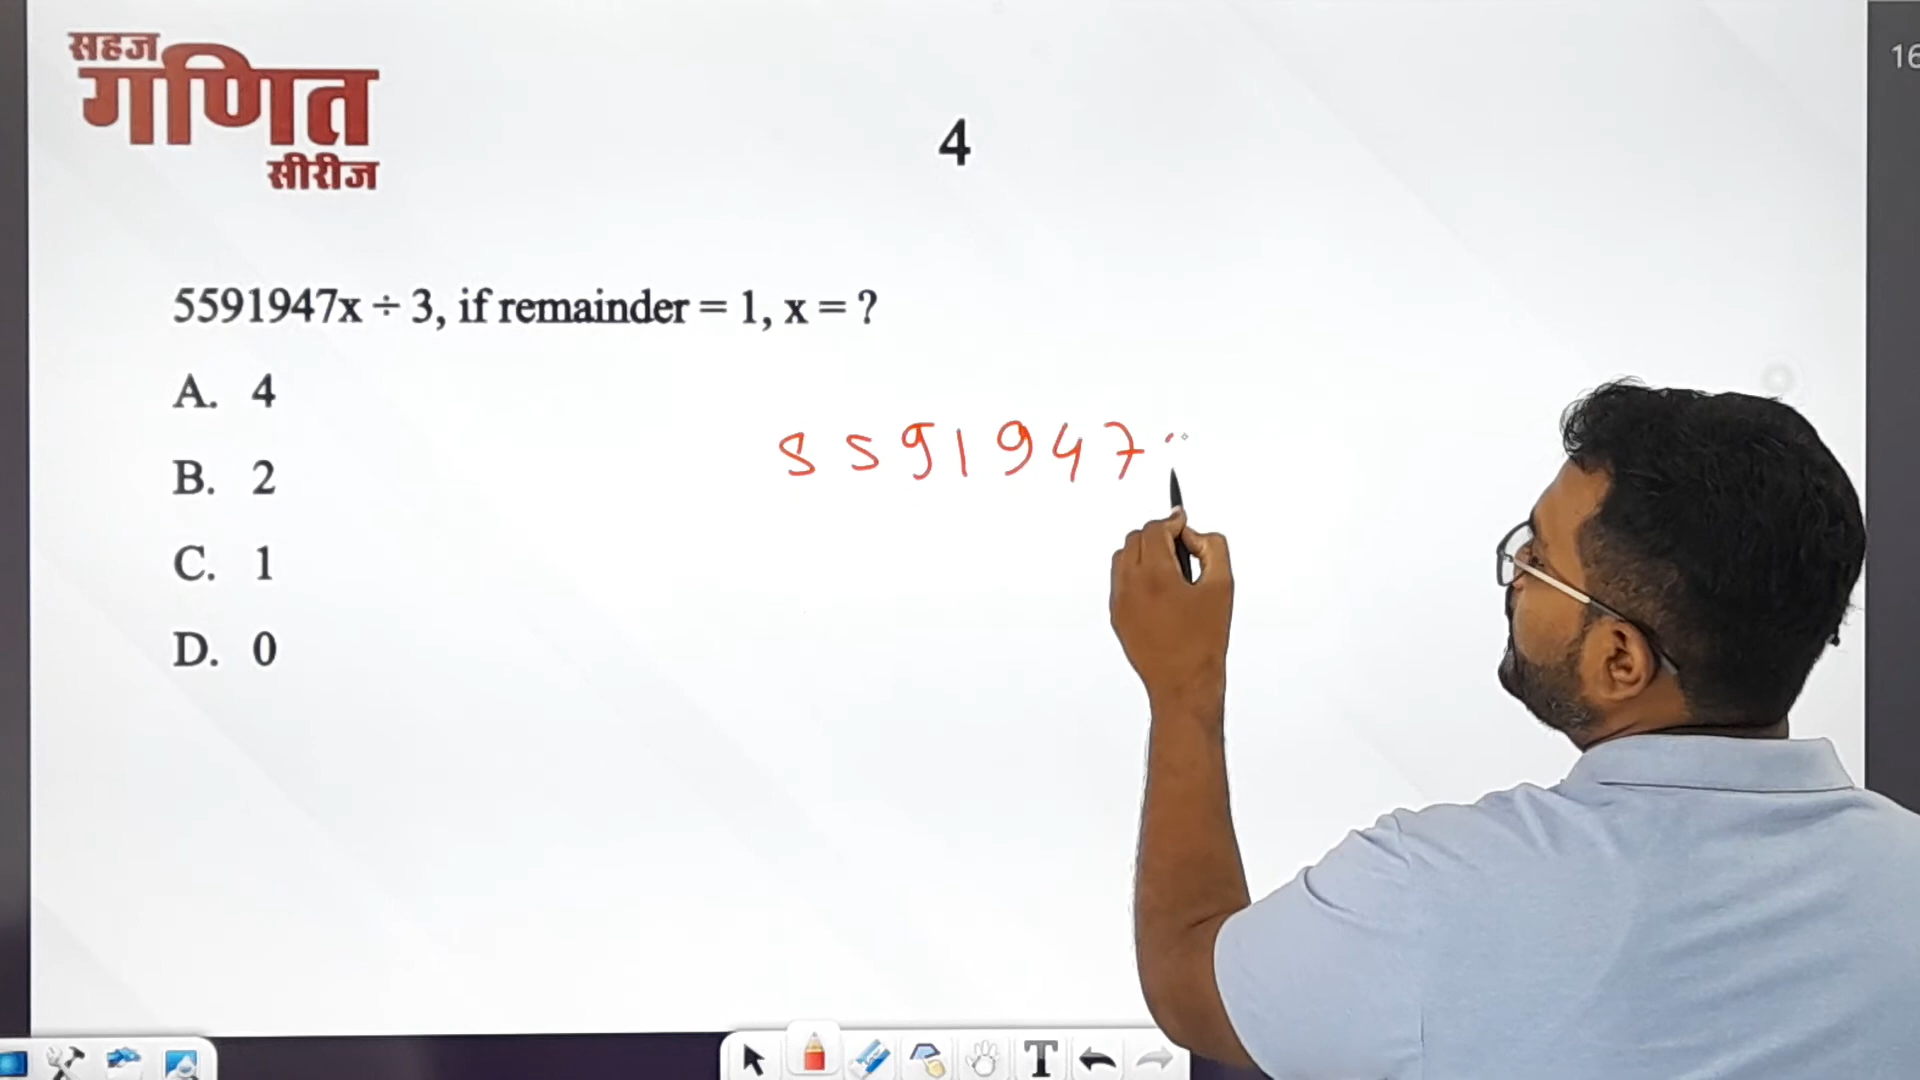 सहज
गणित
सीरीज
16
4
5591947x ÷ 3, if remainder = 1, x = ?
A. 4
B. 2
C. 1
D. 0
5591947
T